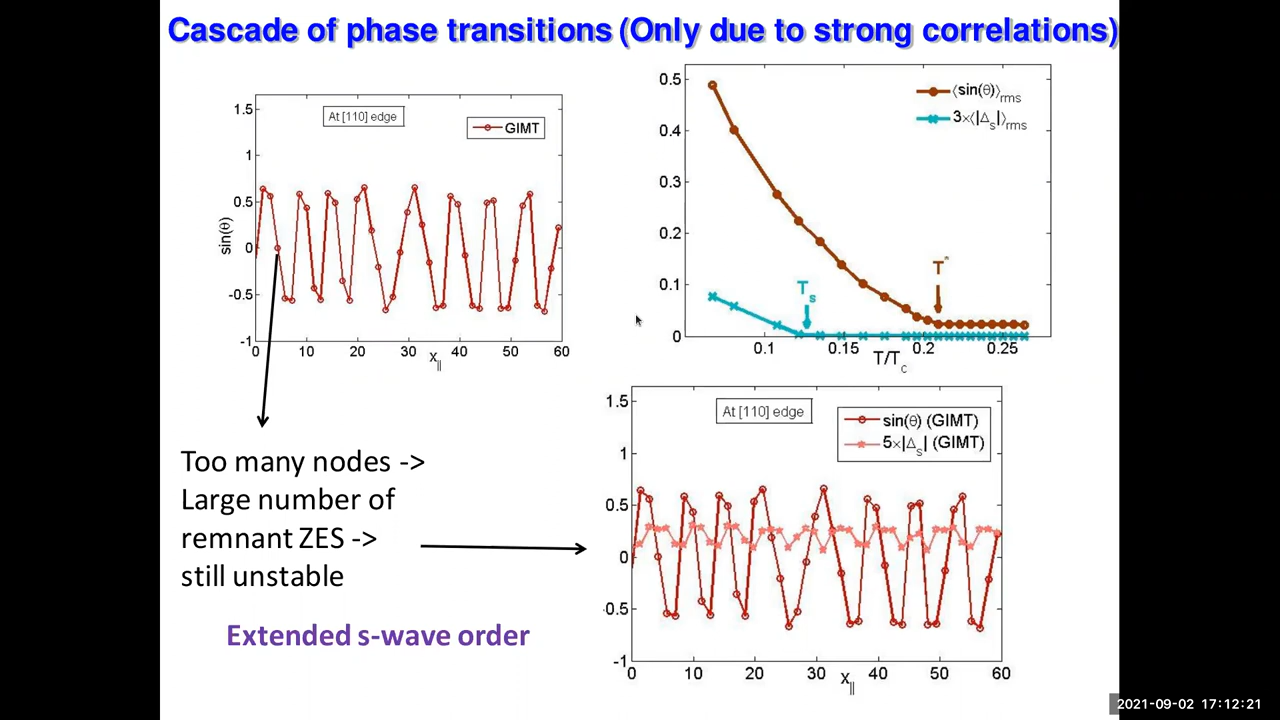 Cascade of phase transitions (Only due to strong correlations)
1.5
1
0.5
0
-0.5
-1
At [110] edge
GIMT
sin(θ)
0 10 20 30 40 50 60
x||
0.5
0.4
0.3
0.2
0.1
0
⟨sin(θ)⟩rms
3×⟨|Δs|⟩rms
Ts
T*
0.1 0.15 0.2 0.25
T/Tc
Too many nodes ->
Large number of
remnant ZES ->
still unstable
Extended s-wave order
1.5
1
0.5
0
-0.5
-1
At [110] edge
sin(θ) (GIMT)
5×|Δs| (GIMT)
0 10 20 30 40 50 60
x||
2021-09-02 17:12:21